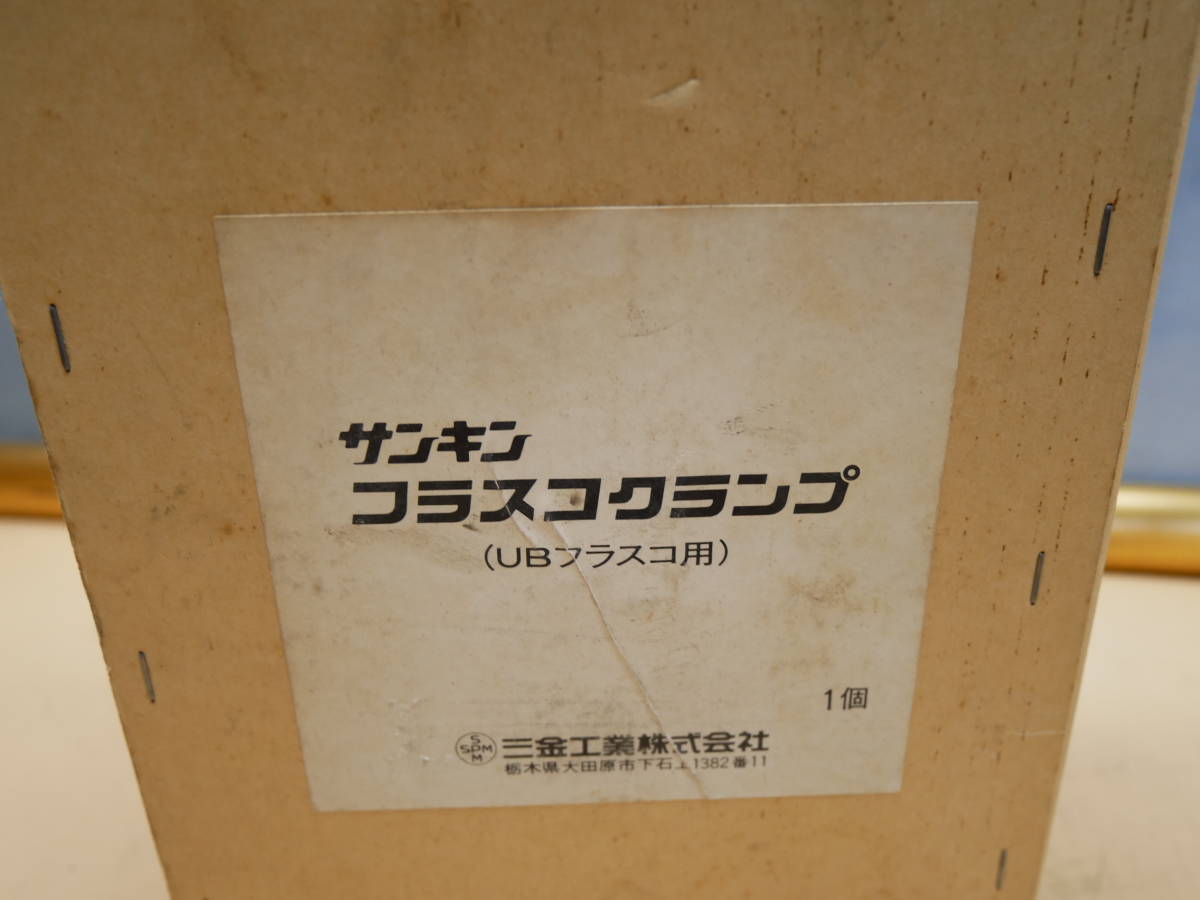 サンキン
フラスコクランプ
(UBフラスコ用)
1個
S
SPMM
M
三金工業株式会社
栃木県大田原市下石上1382番11